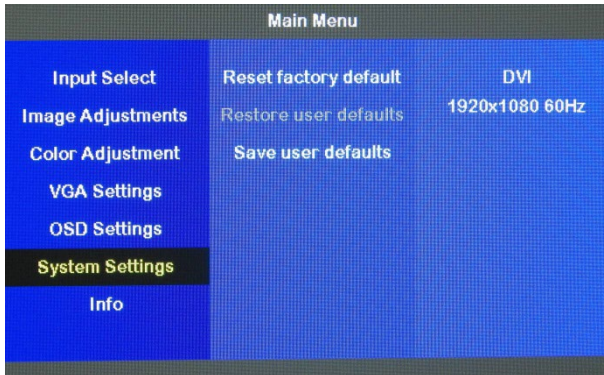 Main Menu
Input Select
Image Adjustments
Color Adjustment
VGA Settings
OSD Settings
System Settings
Info
Reset factory default
Restore user defaults
Save user defaults
DVI
1920x1080 60Hz